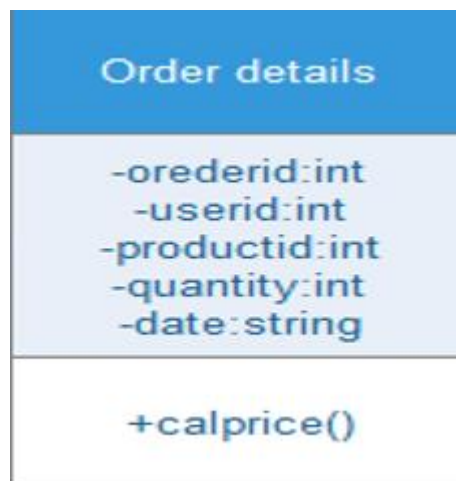 Order details
-orederid:int
-userid:int
-productid:int
-quantity:int
-date:string
+calprice()